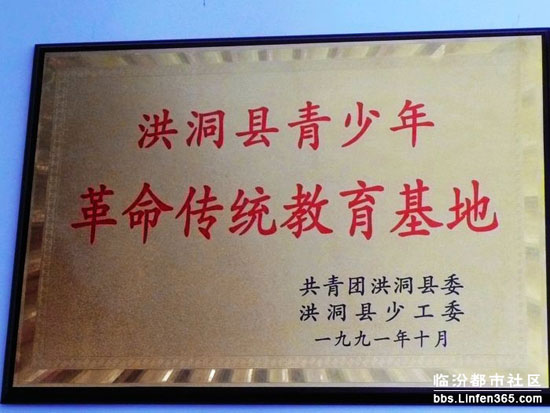 洪洞县青少年
革命传统教育基地
共青团洪洞县委
洪洞县少工委
一九九一年十月
临汾都市社区
bbs.Linfen365.com